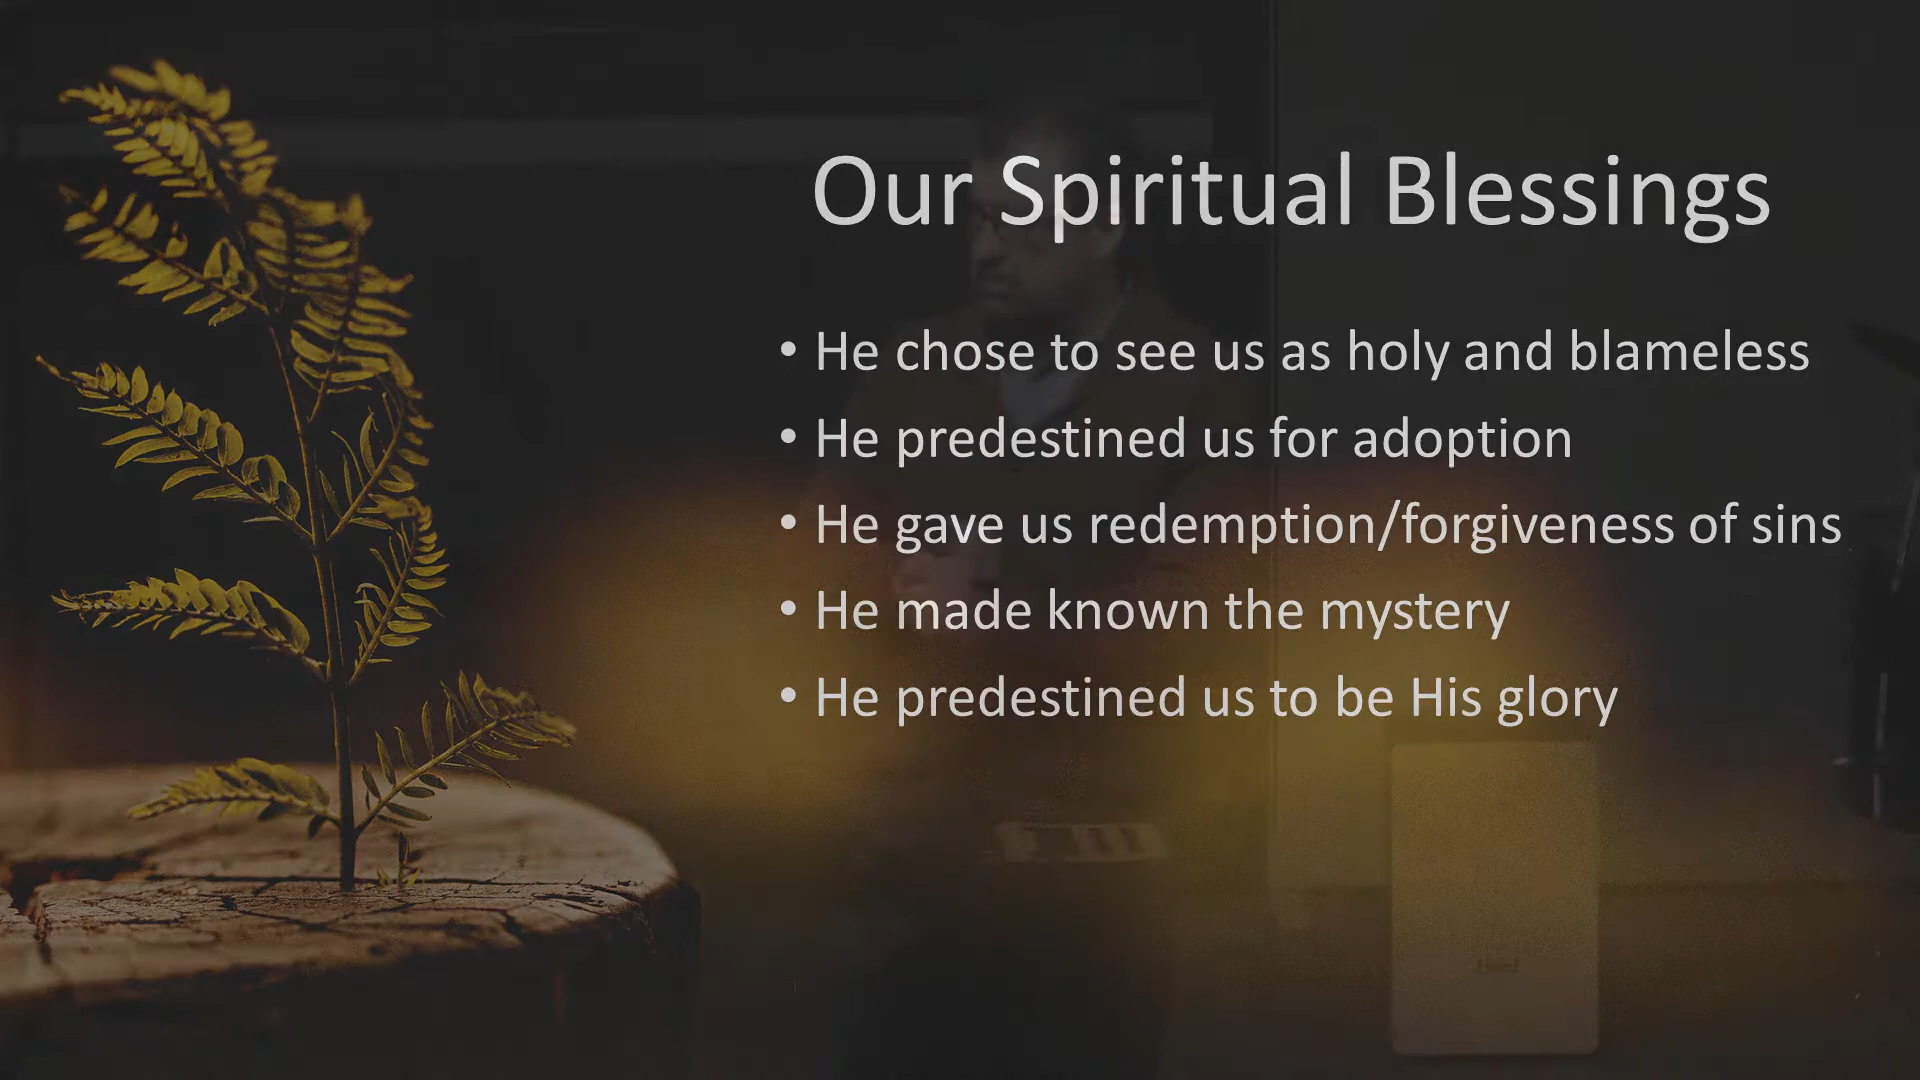 Our Spiritual Blessings
• He chose to see us as holy and blameless
• He predestined us for adoption
• He gave us redemption/forgiveness of sins
• He made known the mystery
• He predestined us to be His glory